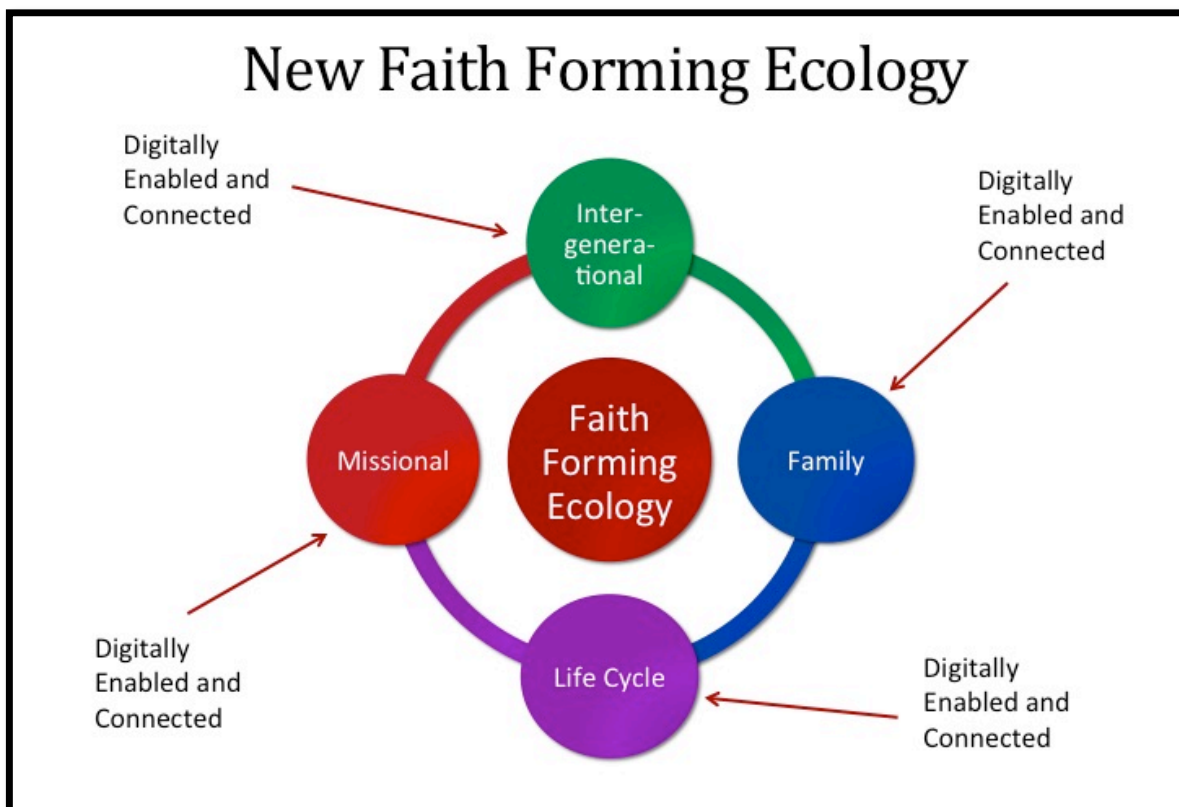 New Faith Forming Ecology
Digitally
Enabled and
Connected
Inter-
genera-
tional
Digitally
Enabled and
Connected
Missional
Faith
Forming
Ecology
Family
Digitally
Enabled and
Connected
Life Cycle
Digitally
Enabled and
Connected